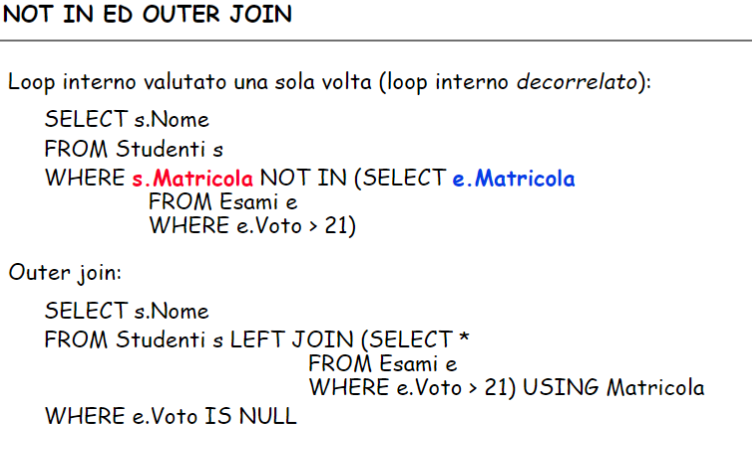 NOT IN ED OUTER JOIN
Loop interno valutato una sola volta (loop interno decorrelato):
SELECT s.Nome
FROM Studenti s
WHERE s.Matricola NOT IN (SELECT e.Matricola
FROM Esami e
WHERE e.Voto > 21)
Outer join:
SELECT s.Nome
FROM Studenti s LEFT JOIN (SELECT *
FROM Esami e
WHERE e.Voto > 21) USING Matricola
WHERE e.Voto IS NULL